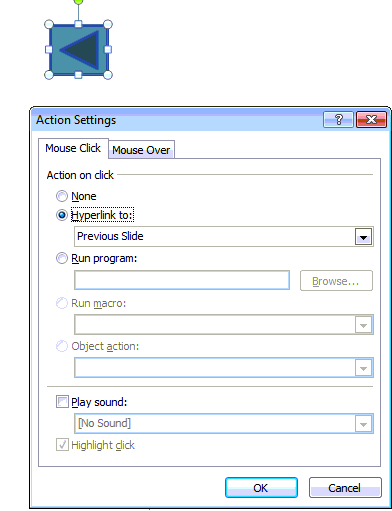 Action Settings
?
Mouse Click Mouse Over
Action on click
None
Hyperlink to:
Previous Slide
Run program:
Browse...
Run macro:
Object action:
Play sound:
[No Sound]
Highlight click
OK Cancel